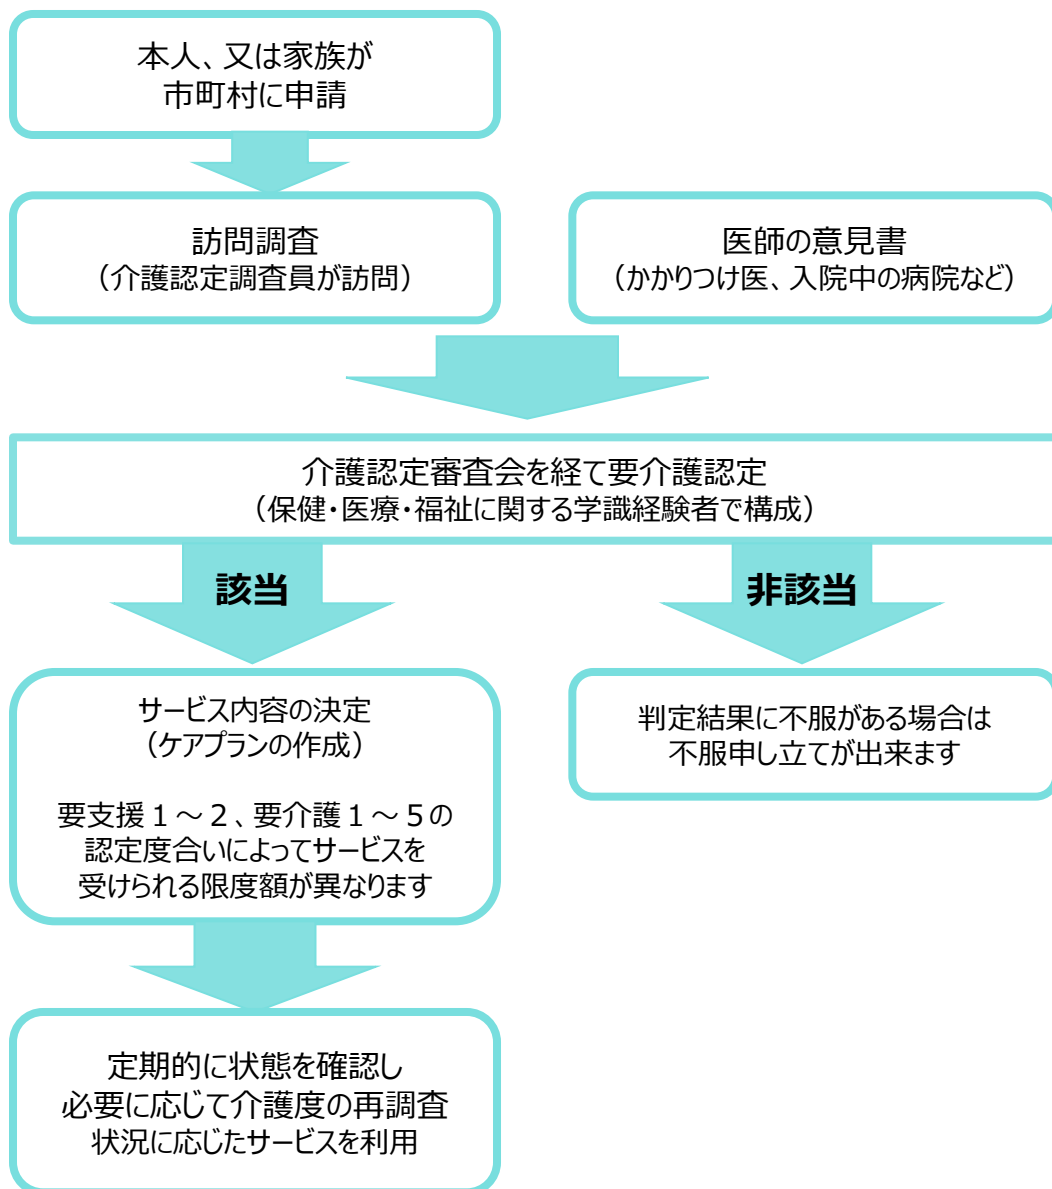 本人、又は家族が
市町村に申請
訪問調査
（介護認定調査員が訪問）
医師の意見書
（かかりつけ医、入院中の病院など）
介護認定審査会を経て要介護認定
（保健・医療・福祉に関する学識経験者で構成）
該当
非該当
サービス内容の決定
（ケアプランの作成）
要支援１～２、要介護１～５の
認定度合いによってサービスを
受けられる限度額が異なります
判定結果に不服がある場合は
不服申し立てが出来ます
定期的に状態を確認し
必要に応じて介護度の再調査
状況に応じたサービスを利用